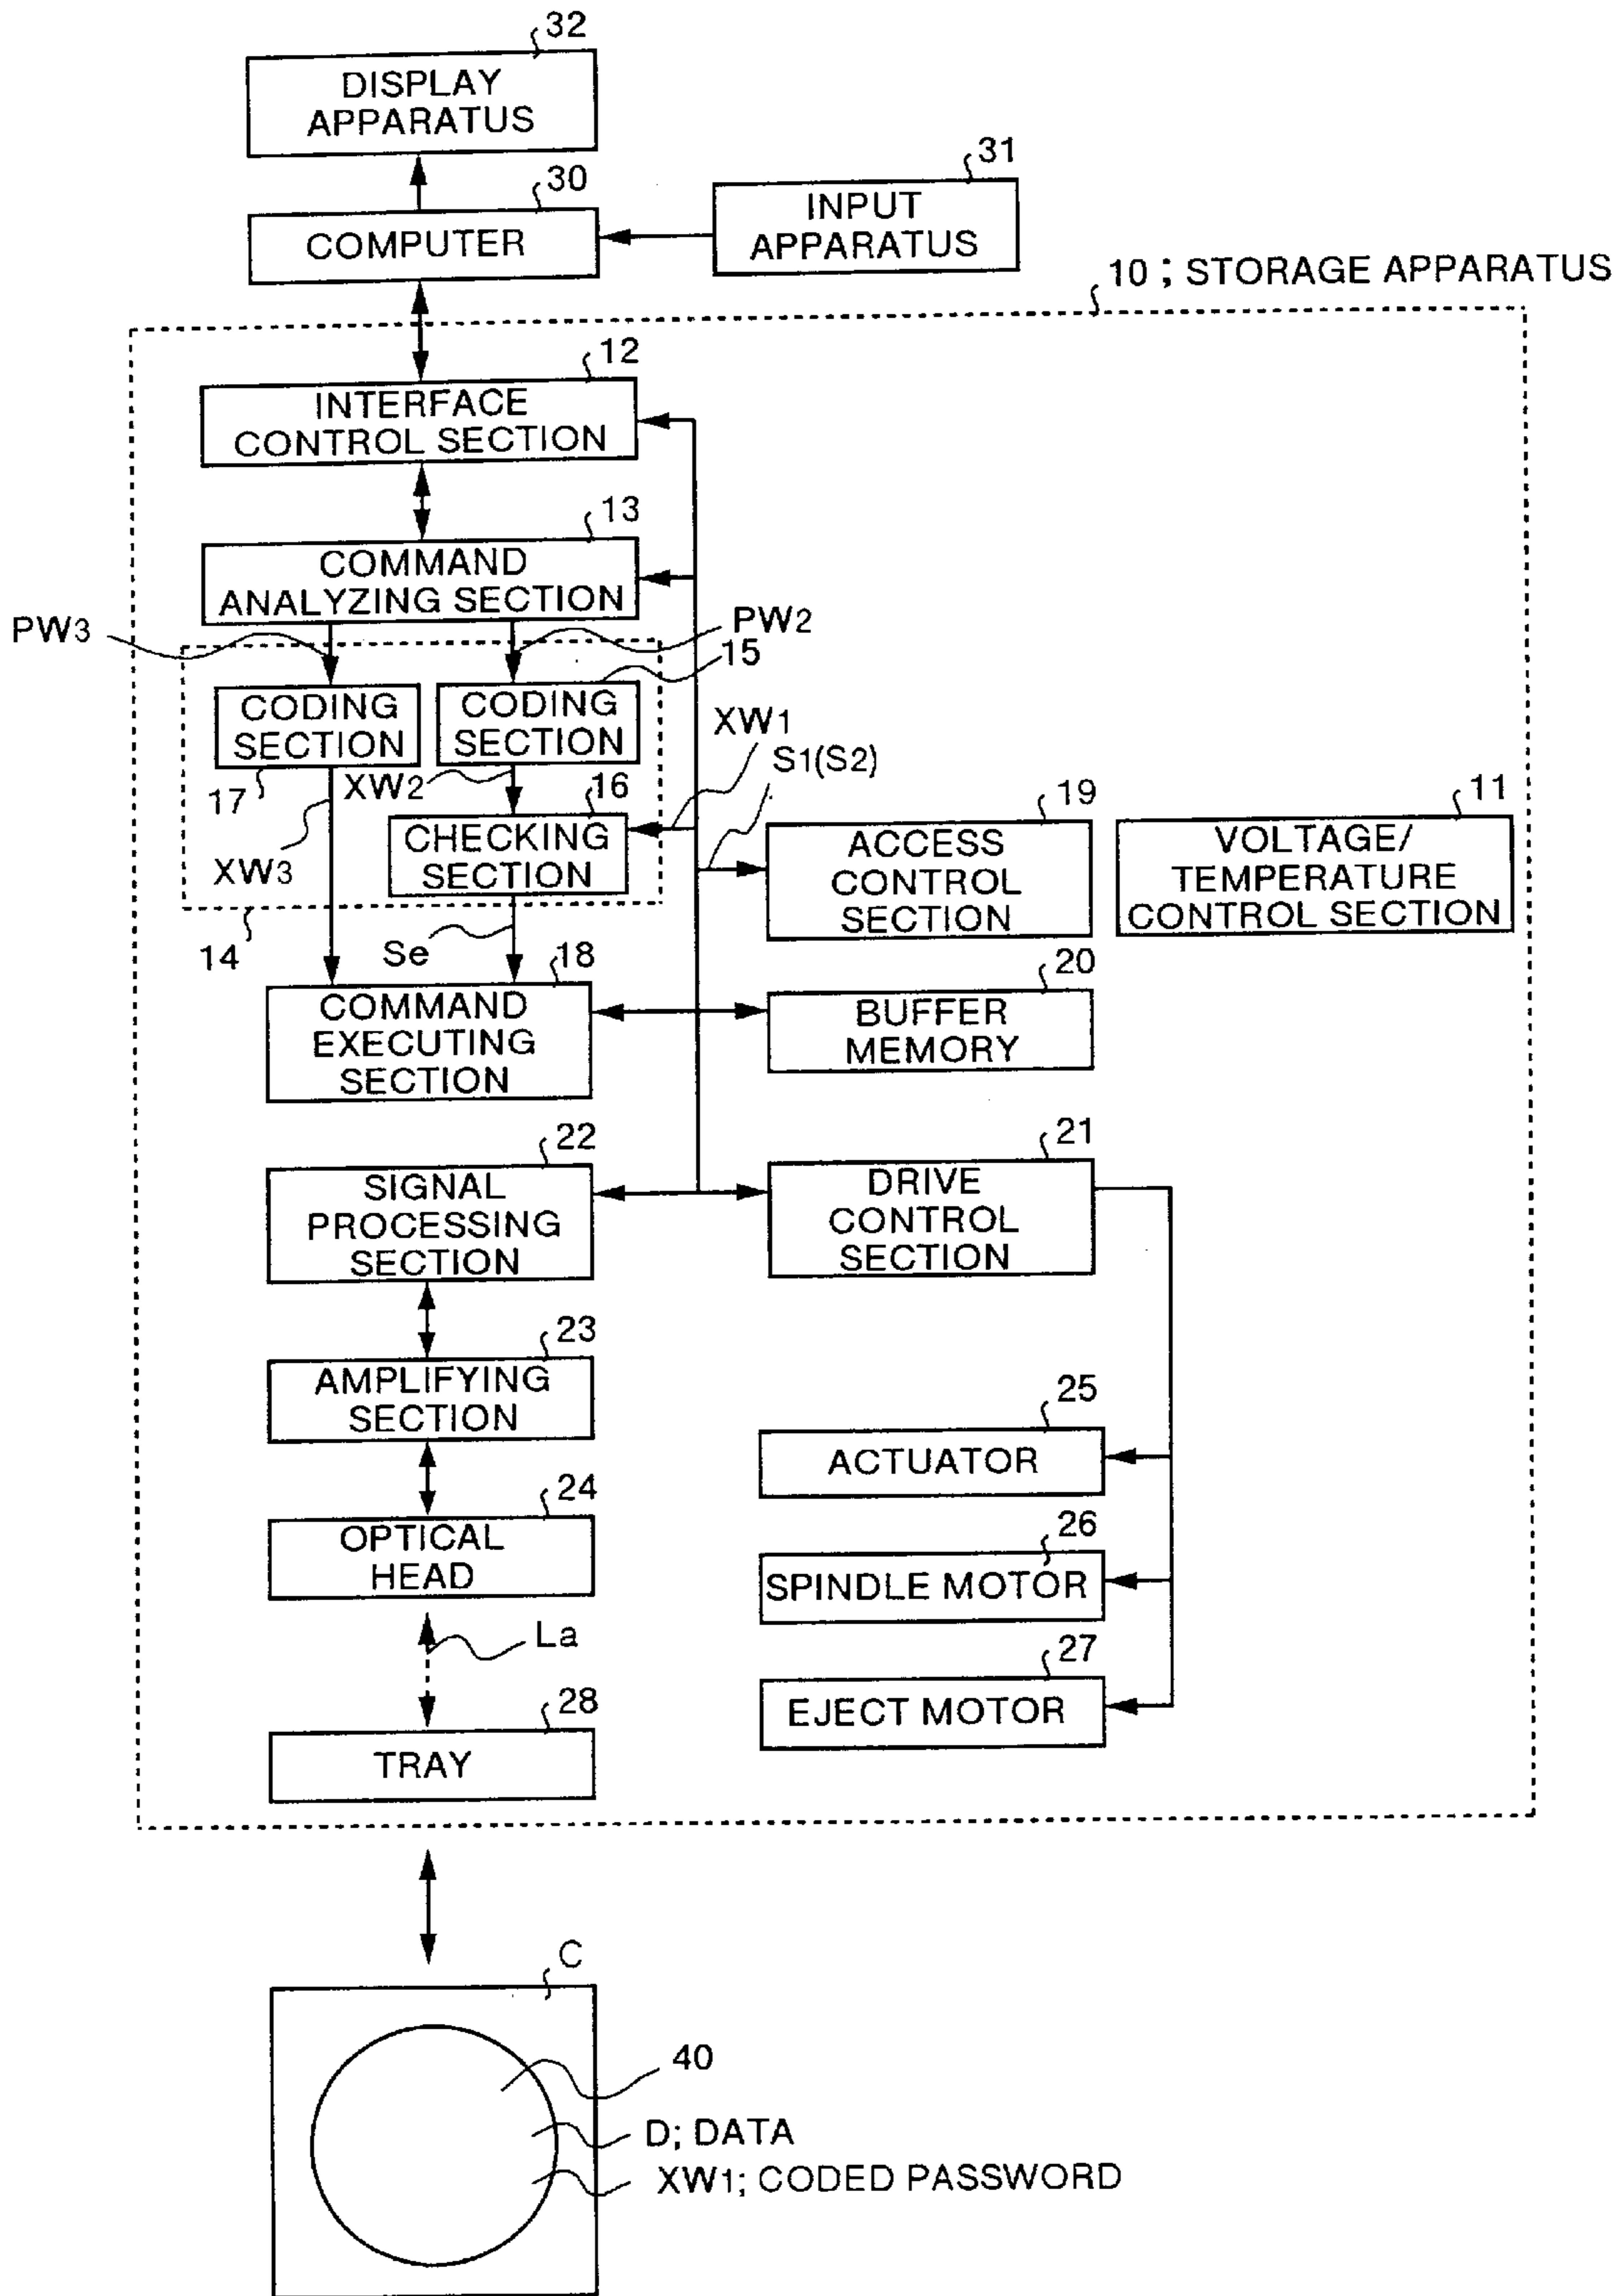 32
DISPLAY
APPARATUS
31
30
INPUT
APPARATUS
COMPUTER
10 ; STORAGE APPARATUS
12
INTERFACE
CONTROL SECTION
13
COMMAND
ANALYZING SECTION
PW3
PW2
15
CODING
SECTION
CODING
SECTION
XW1
S1(S2)
17
XW2
16
19
11
CHECKING
SECTION
ACCESS
CONTROL
SECTION
VOLTAGE/
TEMPERATURE
CONTROL SECTION
XW3
14
Se
18
20
COMMAND
EXECUTING
SECTION
BUFFER
MEMORY
22
21
SIGNAL
PROCESSING
SECTION
DRIVE
CONTROL
SECTION
23
AMPLIFYING
SECTION
25
ACTUATOR
24
OPTICAL
HEAD
26
SPINDLE MOTOR
La
27
EJECT MOTOR
28
TRAY
C
40
D; DATA
XW1; CODED PASSWORD